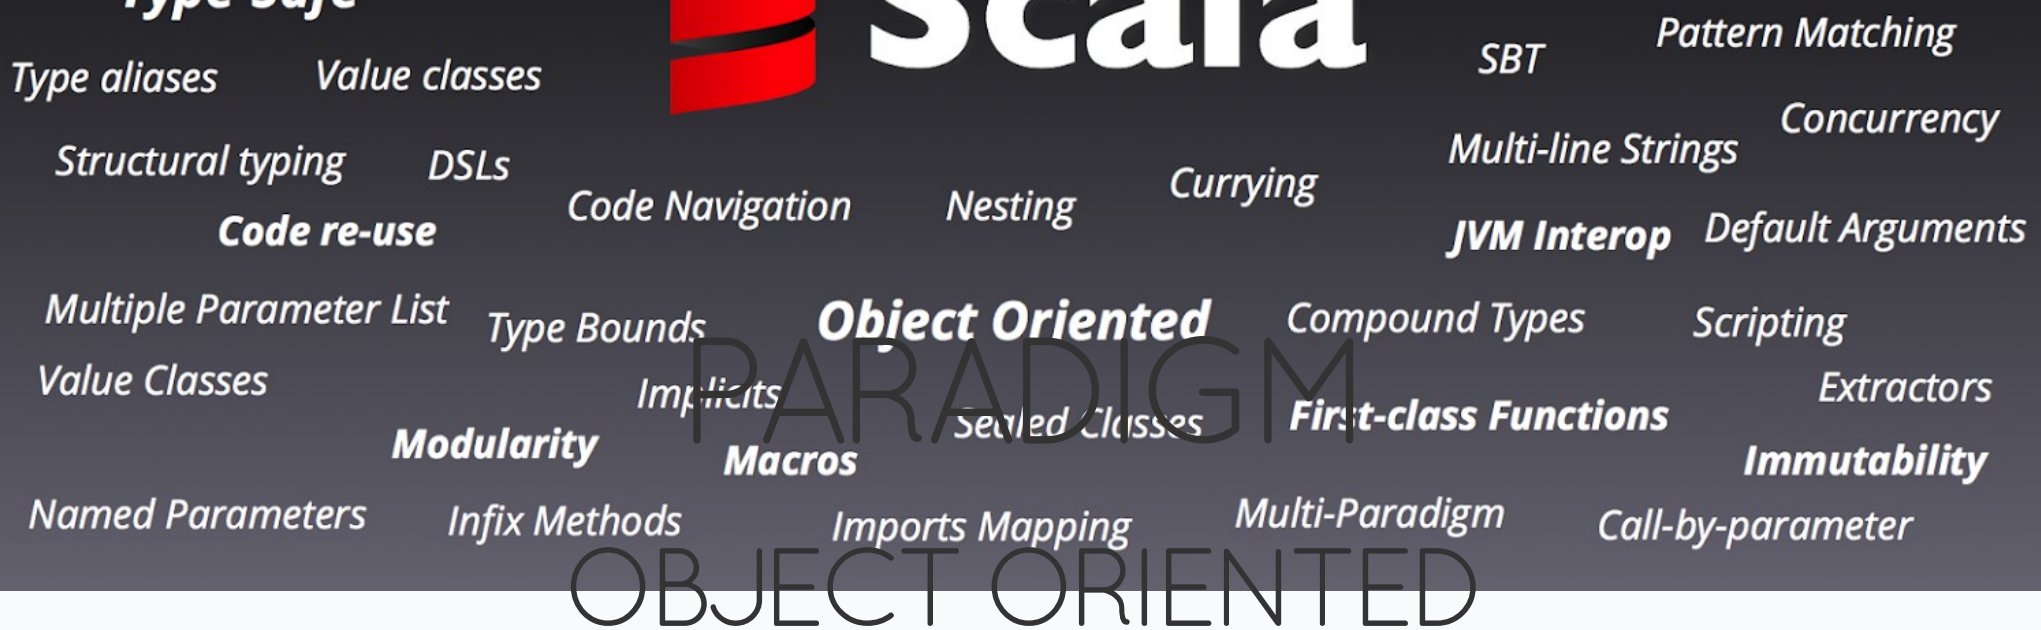 Type-Safe
Scala
Pattern Matching
SBT
Type aliases
Value classes
Concurrency
Multi-line Strings
Structural typing
DSLs
Currying
Code Navigation
Nesting
Code re-use
JVM Interop
Default Arguments
Multiple Parameter List
Type Bounds
Object Oriented
Compound Types
Scripting
PARADIGM
Value Classes
Implicits
Extractors
Sealed Classes
First-class Functions
Modularity
Macros
Immutability
Named Parameters
Infix Methods
Imports Mapping
Multi-Paradigm
Call-by-parameter
OBJECT ORIENTED